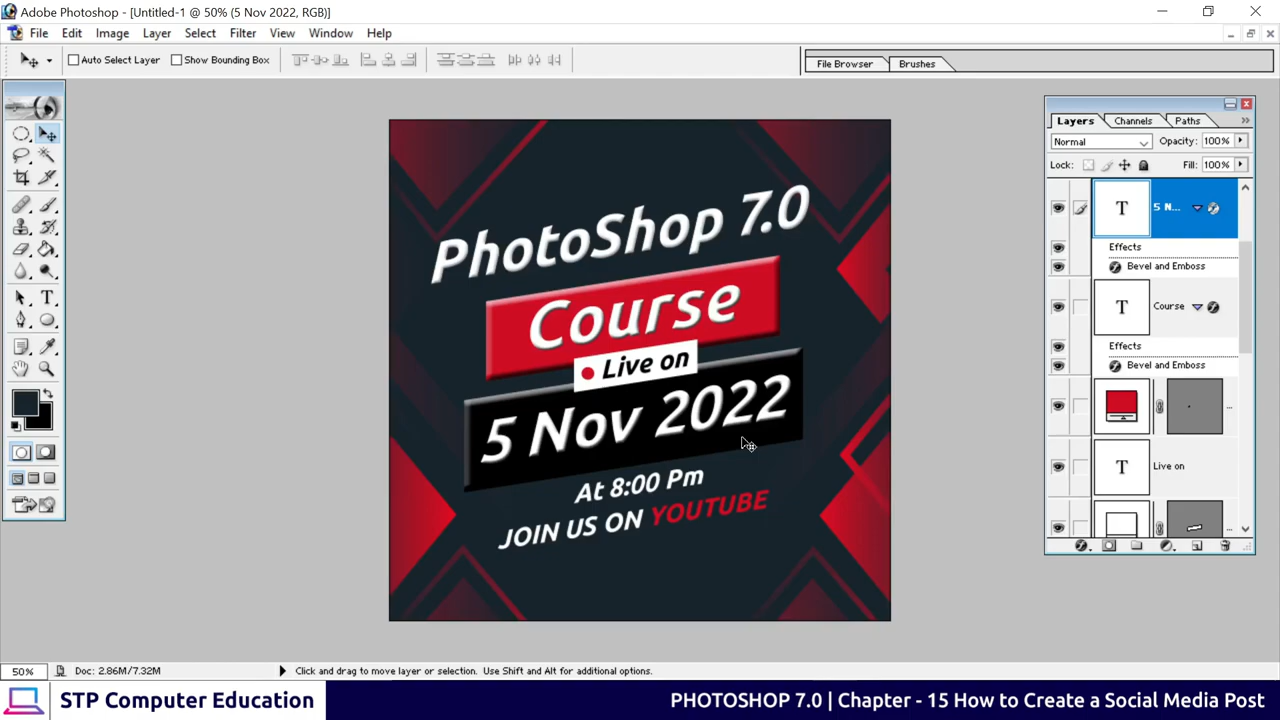 Adobe Photoshop - [Untitled-1 @ 50% (5 Nov 2022, RGB)]
File Edit Image Layer Select Filter View Window Help
Auto Select Layer Show Bounding Box
File Browser Brushes
Layers Channels Paths
Normal Opacity: 100%
Lock: Fill: 100%
T 5 N...
Effects
Bevel and Emboss
T Course
Effects
Bevel and Emboss
T Live on
PhotoShop 7.0
Course
Live on
5 Nov 2022
At 8:00 Pm
JOIN US ON YOUTUBE
50% Doc: 2.86M/7.32M Click and drag to move layer or selection. Use Shift and Alt for additional options.
STP Computer Education PHOTOSHOP 7.0 | Chapter - 15 How to Create a Social Media Post